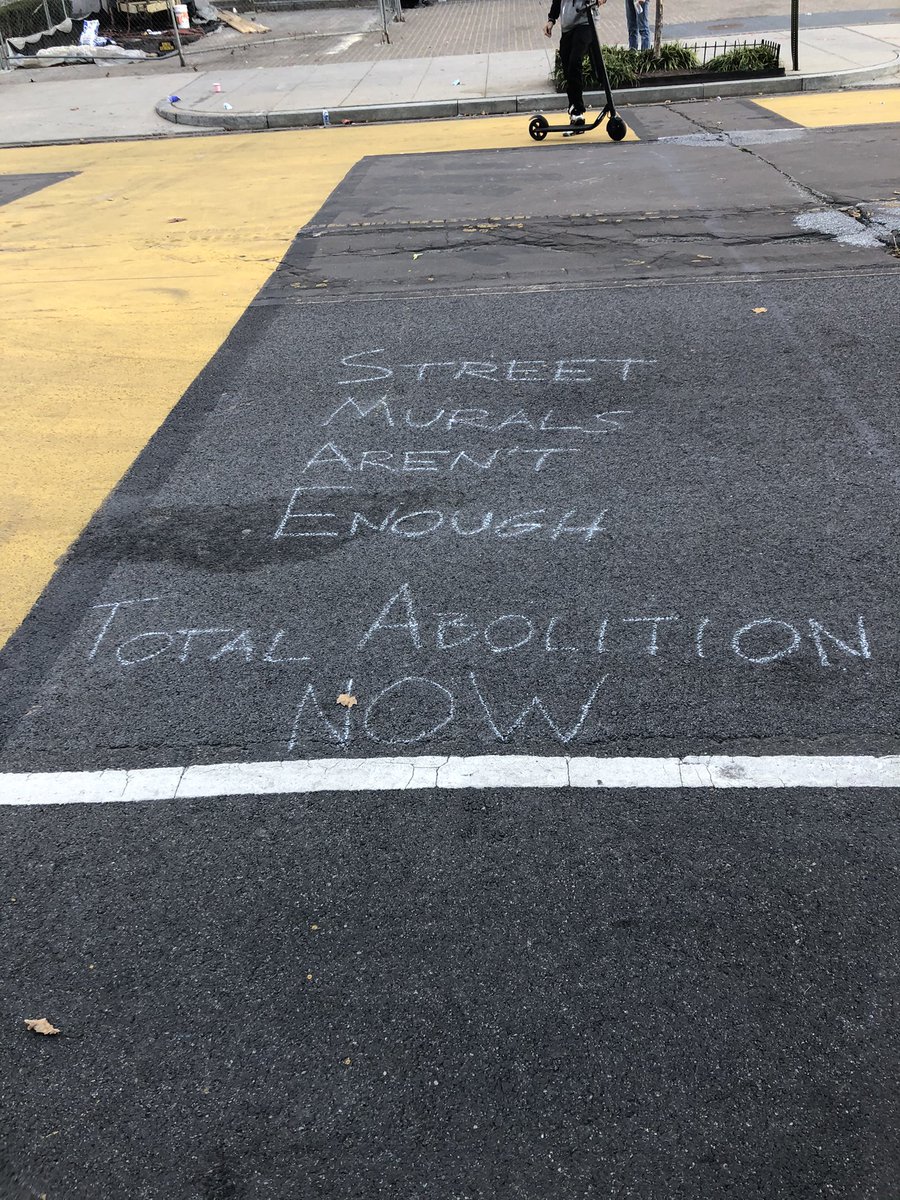 STREET
MURALS
AREN'T
ENOUGH
TOTAL ABOLITION
NOW